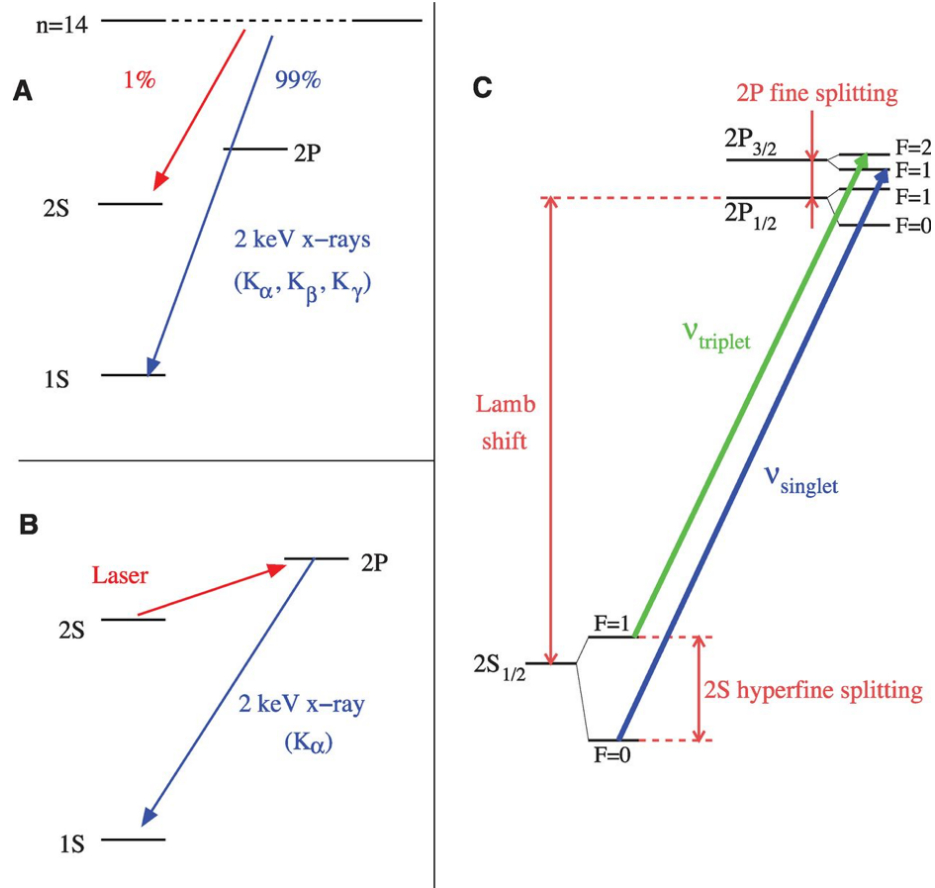 A
n=14
1%
99%
2P
2S
2 keV x−rays
(Kα, Kβ, Kγ)
1S
B
Laser
2P
2S
2 keV x−ray
(Kα)
1S
C
2P fine splitting
2P3/2
F=2
F=1
F=1
2P1/2
F=0
νtriplet
Lamb
shift
νsinglet
F=1
2S1/2
2S hyperfine splitting
F=0